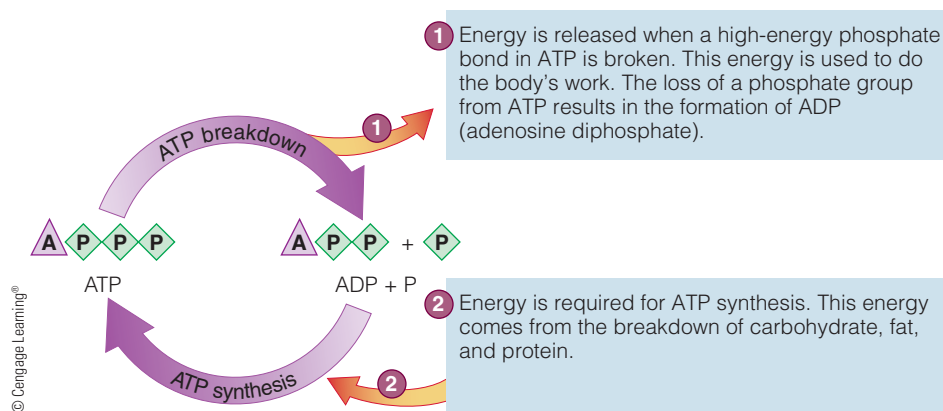 1 Energy is released when a high-energy phosphate
bond in ATP is broken. This energy is used to do
the body’s work. The loss of a phosphate group
from ATP results in the formation of ADP
(adenosine diphosphate).
ATP breakdown
1
A P P P
A P P + P
ATP
ADP + P
2 Energy is required for ATP synthesis. This energy
comes from the breakdown of carbohydrate, fat,
and protein.
ATP synthesis
2
© Cengage Learning®